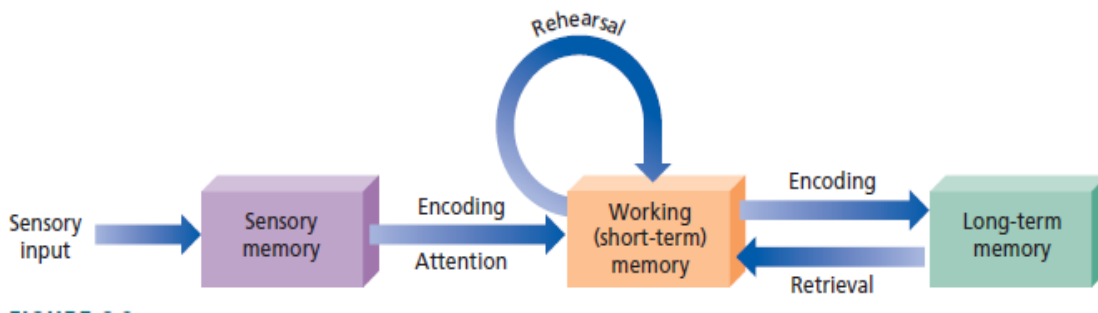 Rehearsal
Sensory
input
Sensory
memory
Encoding
Attention
Working
(short-term)
memory
Encoding
Retrieval
Long-term
memory